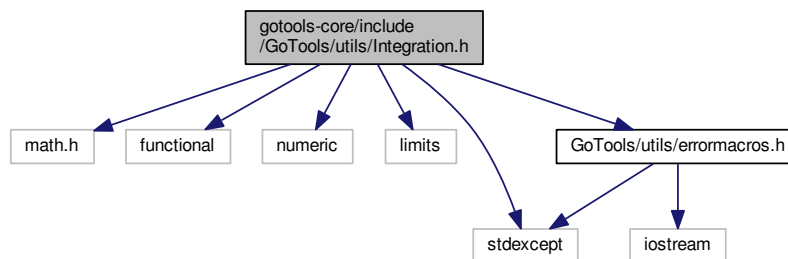 gotools-core/include
/GoTools/utils/Integration.h
math.h
functional
numeric
limits
GoTools/utils/errormacros.h
stdexcept
iostream